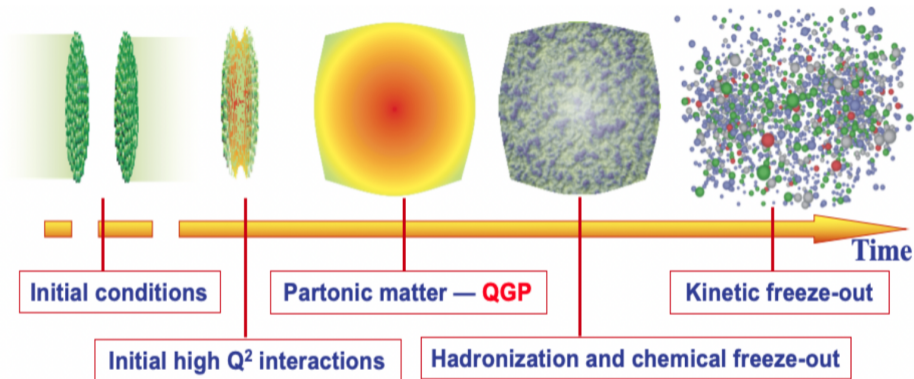 Time
Initial conditions
Partonic matter — QGP
Kinetic freeze-out
Initial high Q² interactions
Hadronization and chemical freeze-out